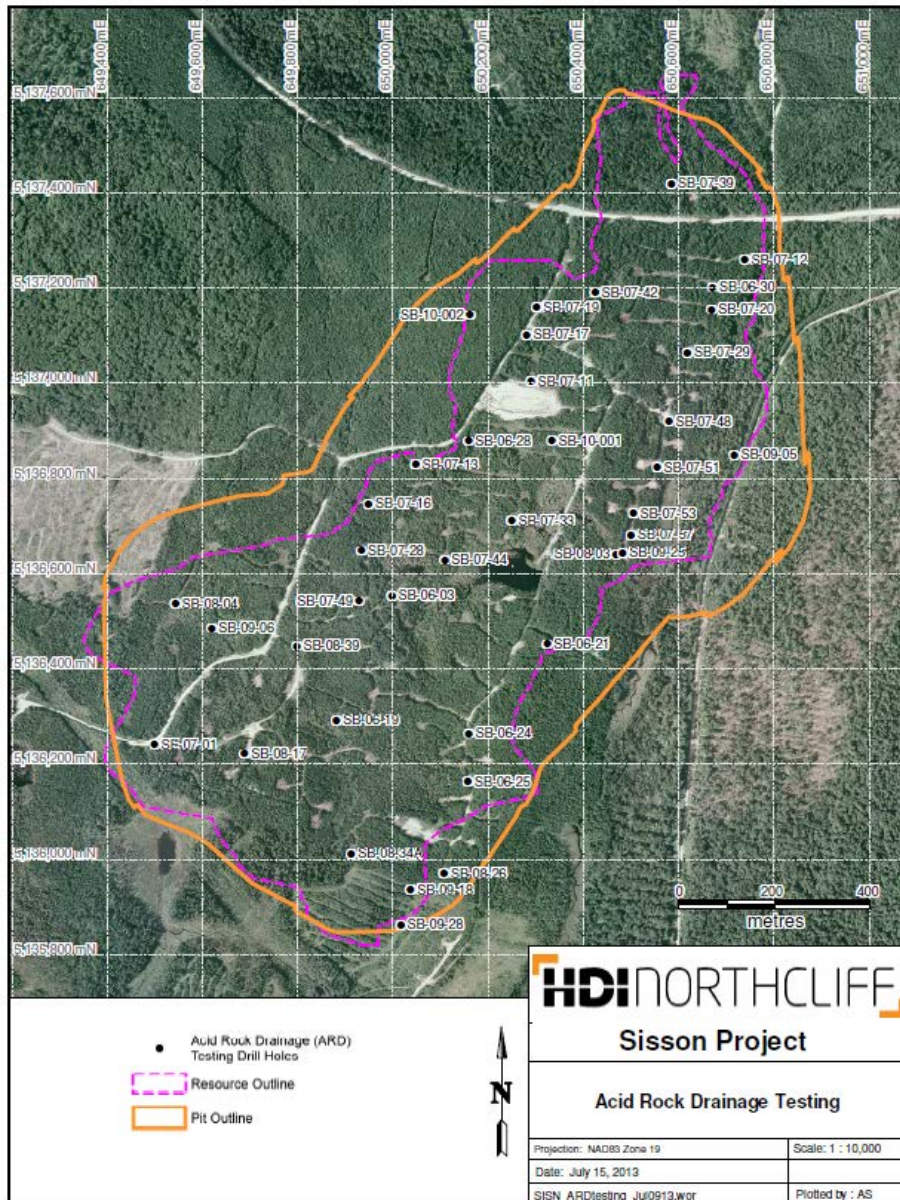 649,400 mE
649,600 mE
649,800 mE
650,000 mE
650,200 mE
650,400 mE
650,600 mE
650,800 mE
651,000 mE
5,137,600 mN
5,137,400 mN
5,137,200 mN
5,137,000 mN
5,136,800 mN
5,136,600 mN
5,136,400 mN
5,136,200 mN
5,136,000 mN
5,135,800 mN
SB-07-39
SB-07-12
SB-06-30
SB-07-42
SB-07-19
SB-07-20
SB-10-002
SB-07-17
SB-07-29
SB-07-11
SB-07-48
SB-06-28
SB-10-001
SB-09-05
SB-07-13
SB-07-51
SB-07-16
SB-07-53
SB-07-33
SB-07-57
SB-07-28
SB-08-03
SB-09-25
SB-07-44
SB-07-49
SB-06-03
SB-08-04
SB-09-06
SB-08-39
SB-06-21
SB-06-19
SB-06-24
SF-07-01
SB-08-17
SB-06-25
SB-08-34A
SB-08-26
SB-09-18
SB-09-28
0 200 400
metres
Acid Rock Drainage (ARD)
Testing Drill Holes
Resource Outline
Pit Outline
N
HDI NORTHCLIFF
Sisson Project
Acid Rock Drainage Testing
Projection: NAD83 Zone 19
Scale: 1 : 10,000
Date: July 15, 2013
SISN_ARDtesting_Jul0913.wor
Plotted by : AS